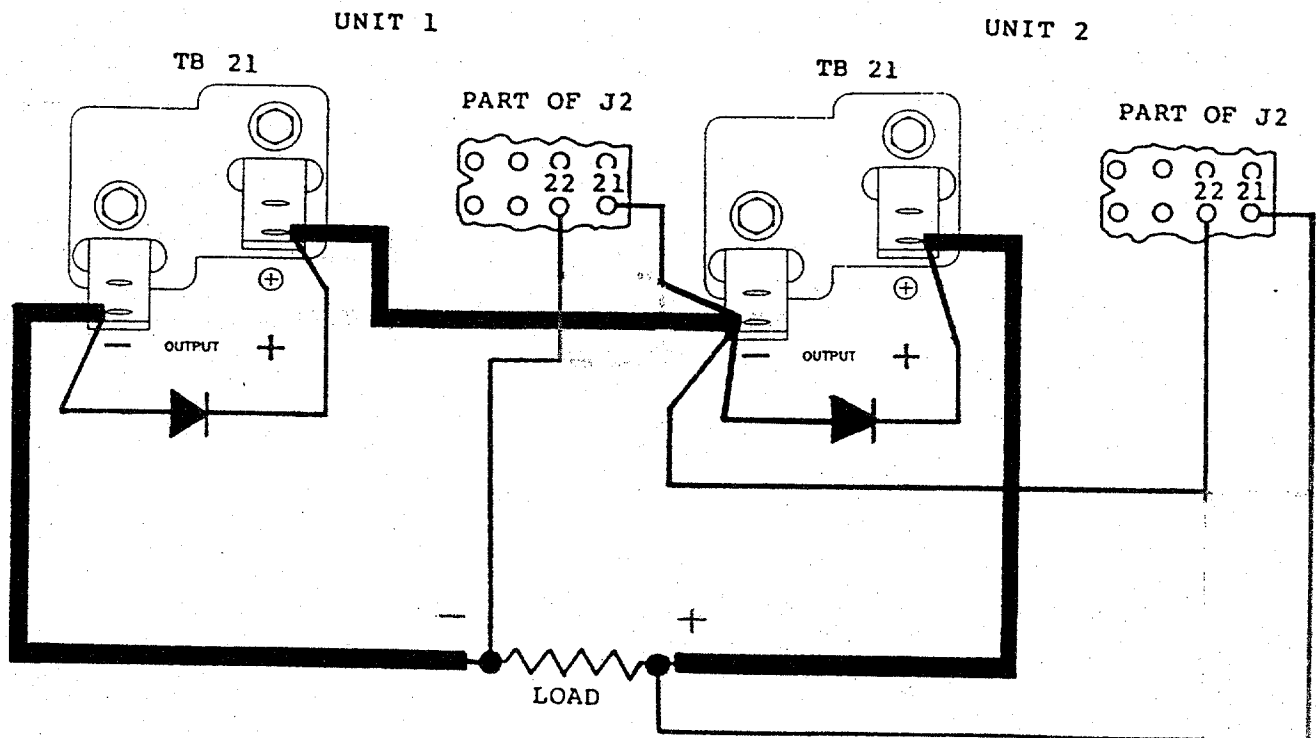 UNIT 1
UNIT 2
TB 21
PART OF J2
22 21
TB 21
PART OF J2
22 21
+
+
- OUTPUT +
- OUTPUT +
- +
LOAD